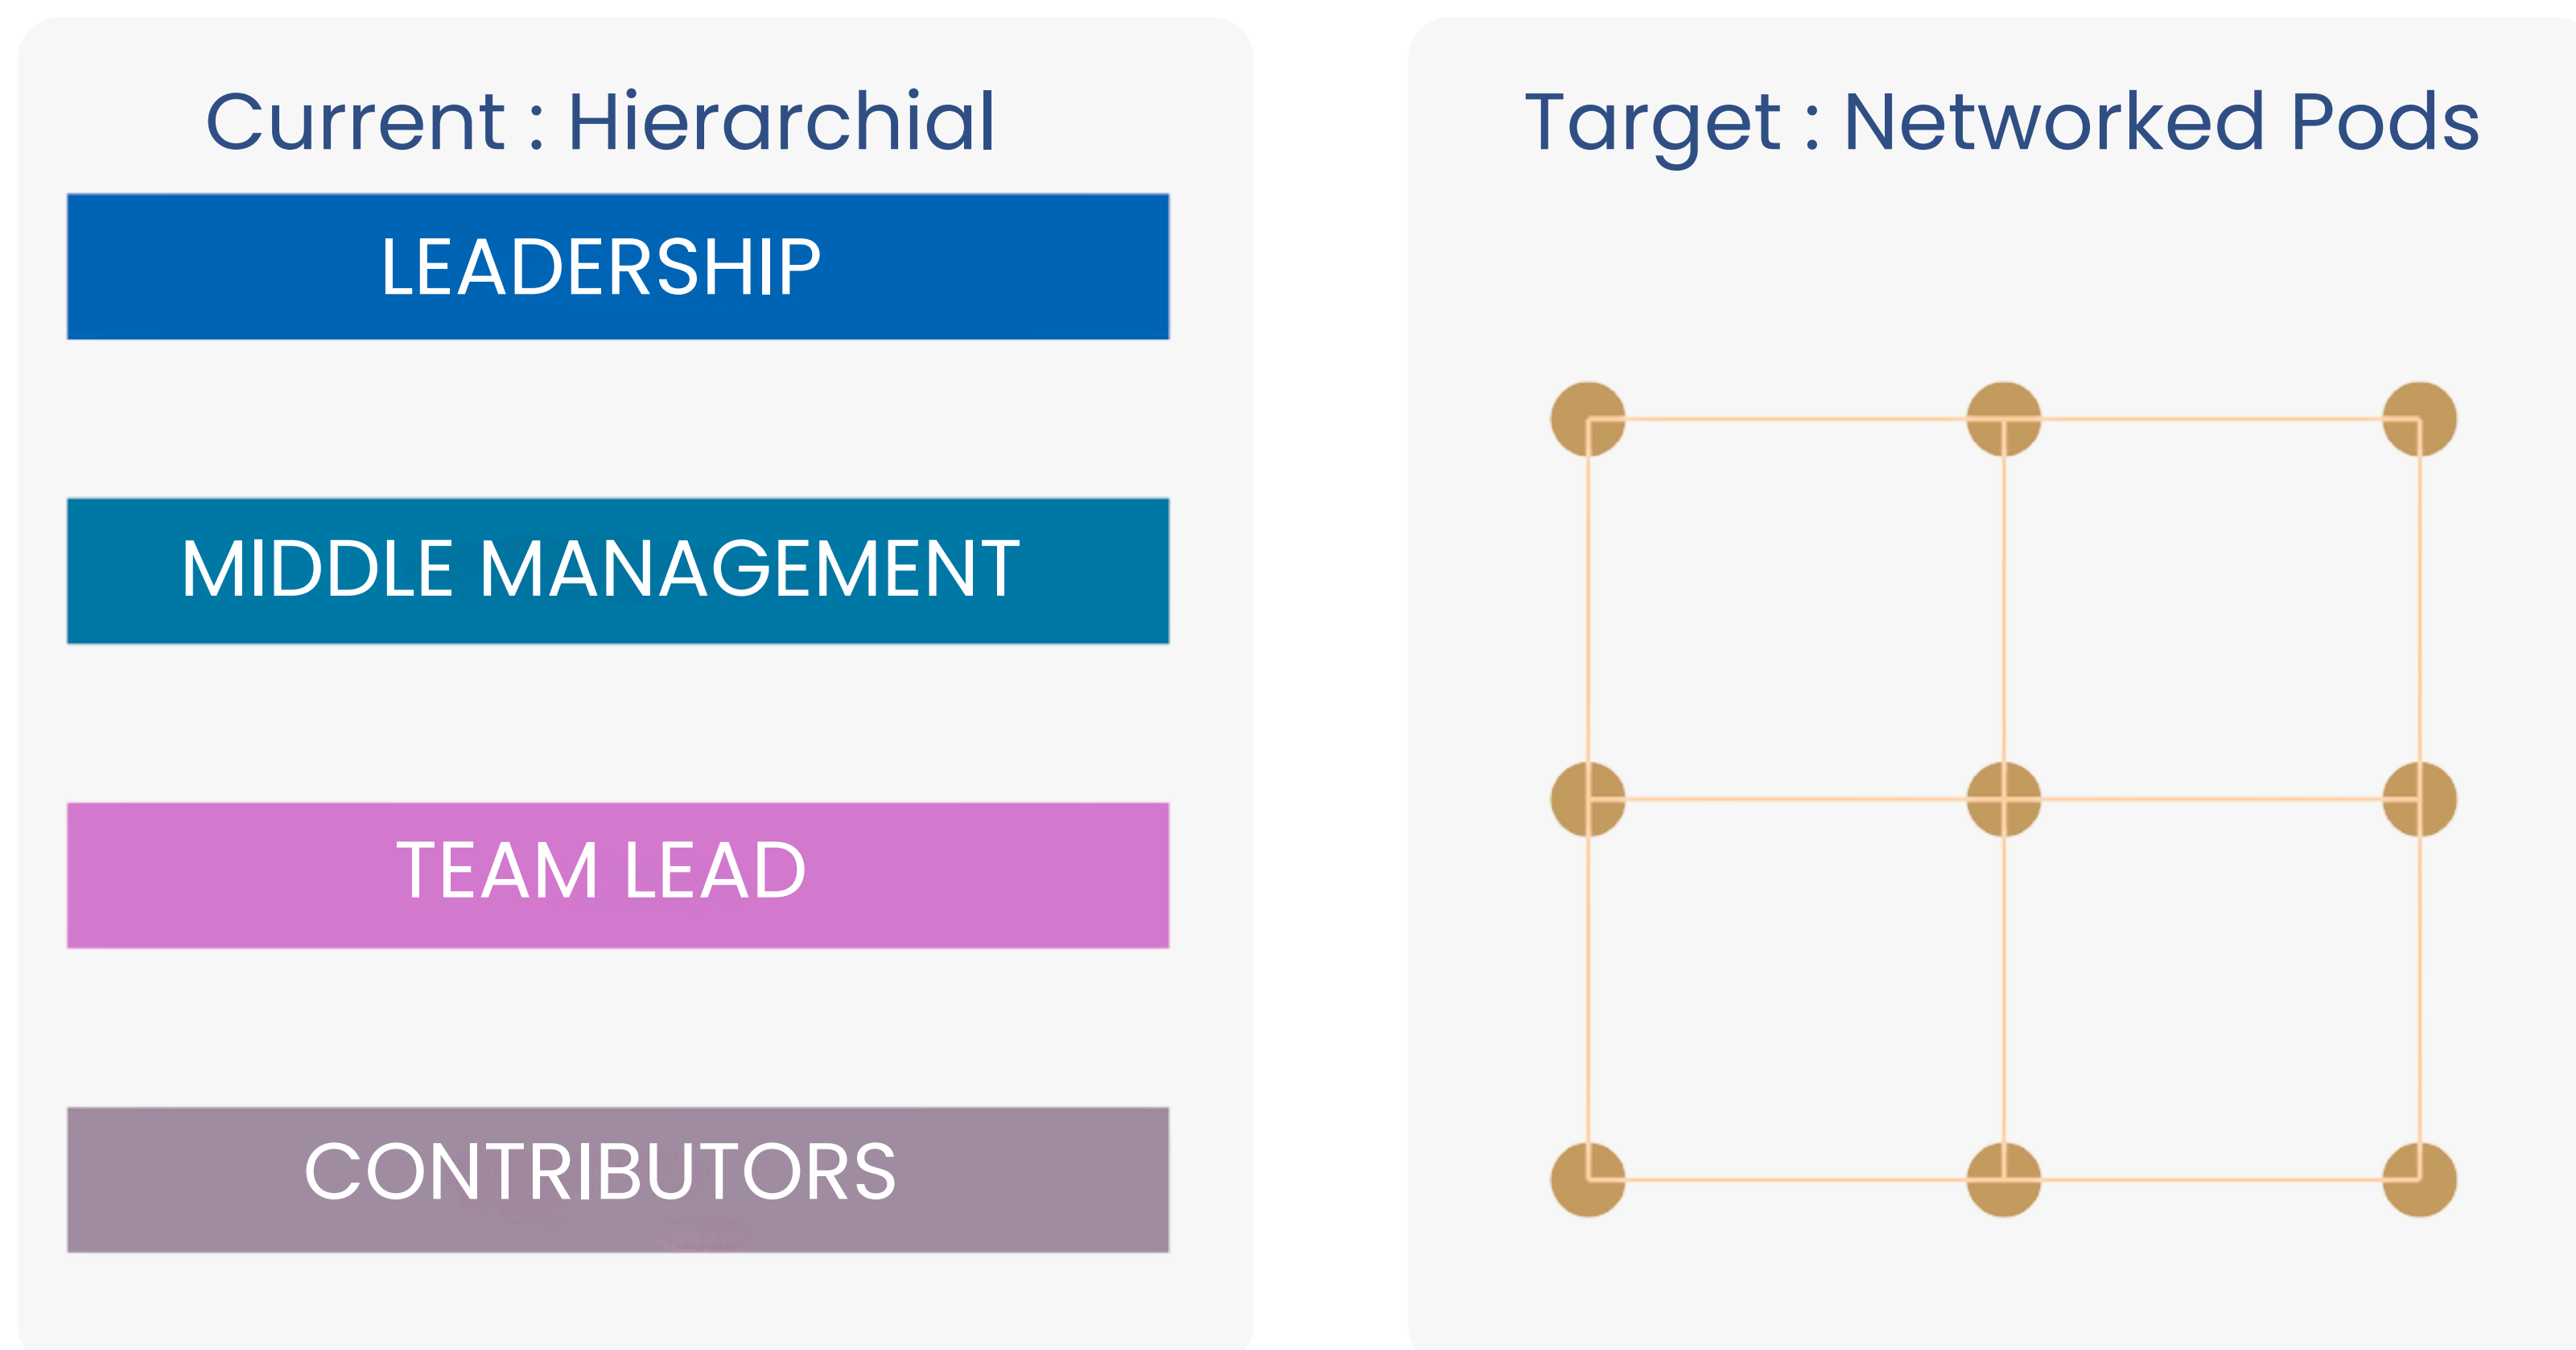 Current : Hierarchial
LEADERSHIP
MIDDLE MANAGEMENT
TEAM LEAD
CONTRIBUTORS
Target : Networked Pods